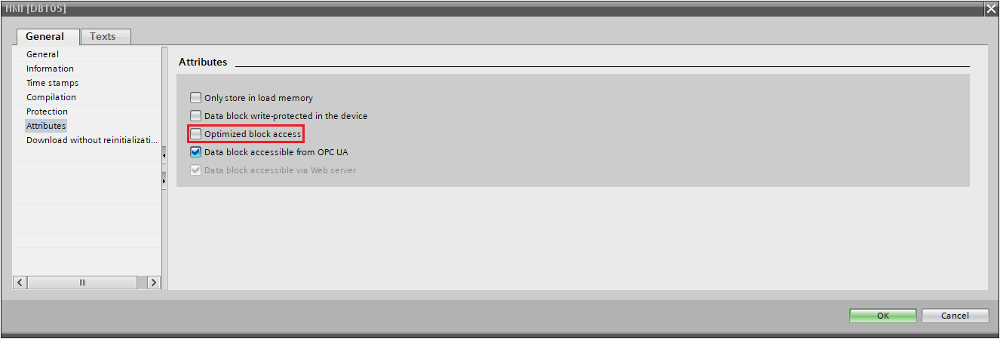 HMI [DB105]
General
Texts
General
Information
Time stamps
Compilation
Protection
Attributes
Download without reinitializati...
Attributes
Only store in load memory
Data block write-protected in the device
Optimized block access
Data block accessible from OPC UA
Data block accessible via Web server
OK
Cancel